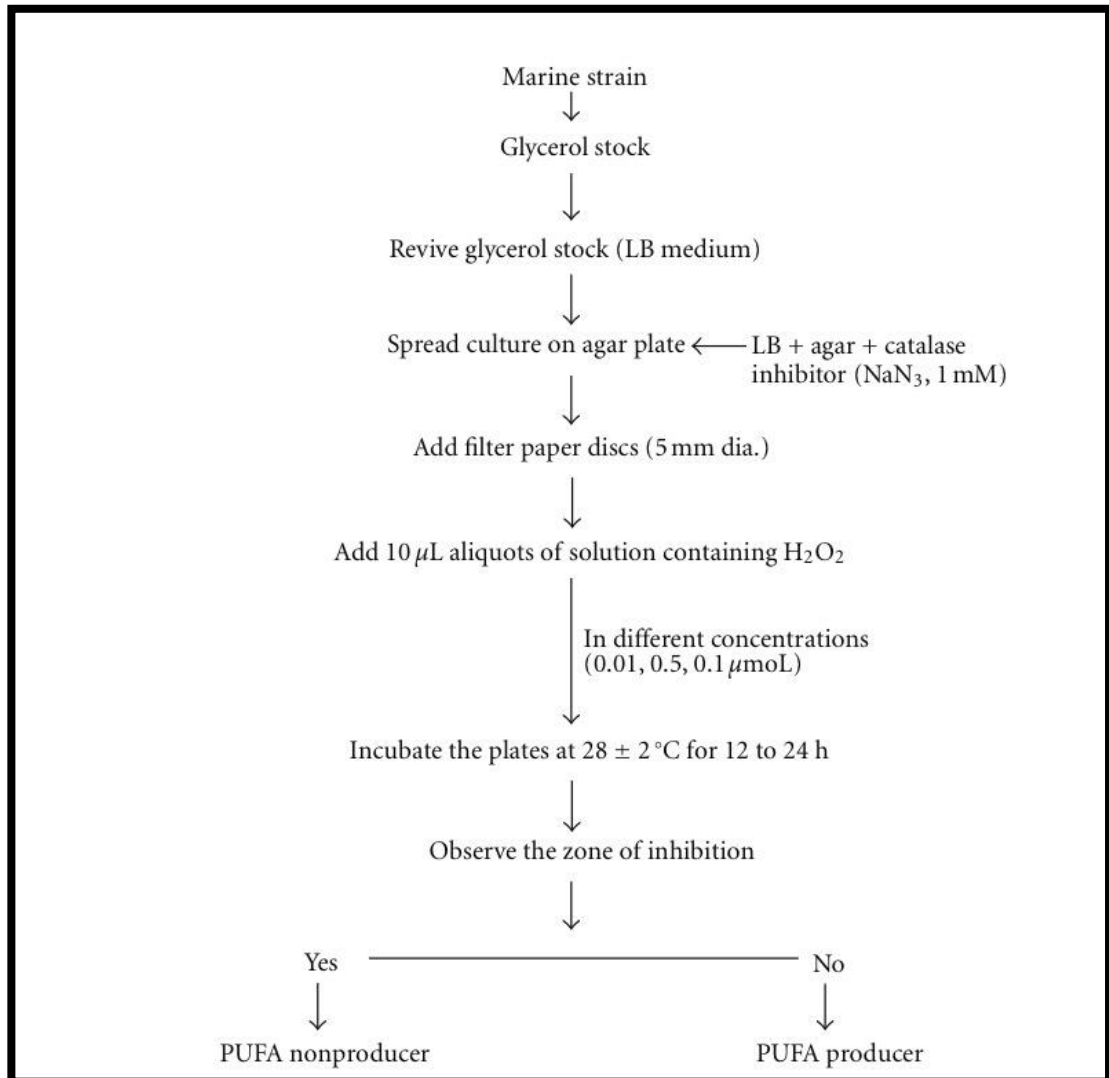 Marine strain
Glycerol stock
Revive glycerol stock (LB medium)
Spread culture on agar plate
LB + agar + catalase
inhibitor (NaN₃, 1 mM)
Add filter paper discs (5 mm dia.)
Add 10 μL aliquots of solution containing H₂O₂
In different concentrations
(0.01, 0.5, 0.1 μmoL)
Incubate the plates at 28 ± 2 °C for 12 to 24 h
Observe the zone of inhibition
Yes
No
PUFA nonproducer
PUFA producer